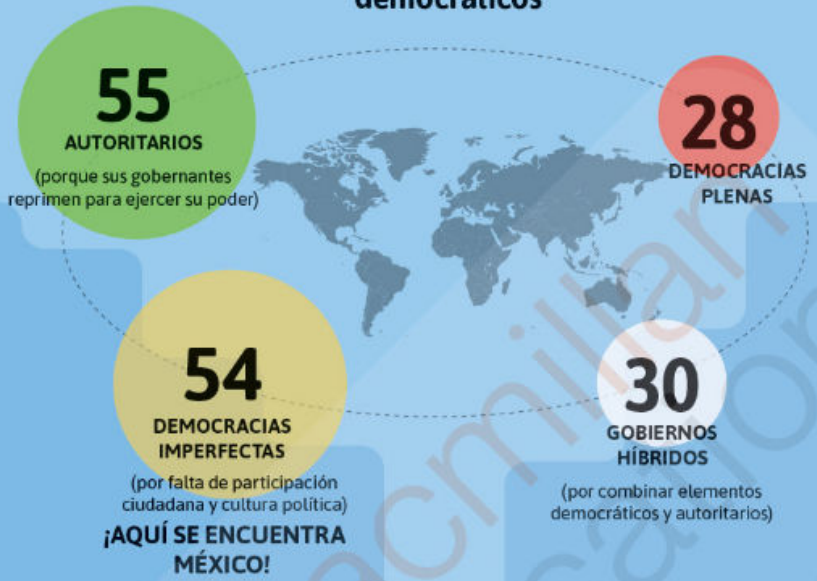 democráticos
55
AUTORITARIOS
(porque sus gobernantes
reprimen para ejercer su poder)
28
DEMOCRACIAS
PLENAS
54
DEMOCRACIAS
IMPERFECTAS
(por falta de participación
ciudadana y cultura política)
¡AQUÍ SE ENCUENTRA
MÉXICO!
30
GOBIERNOS
HÍBRIDOS
(por combinar elementos
democráticos y autoritarios)